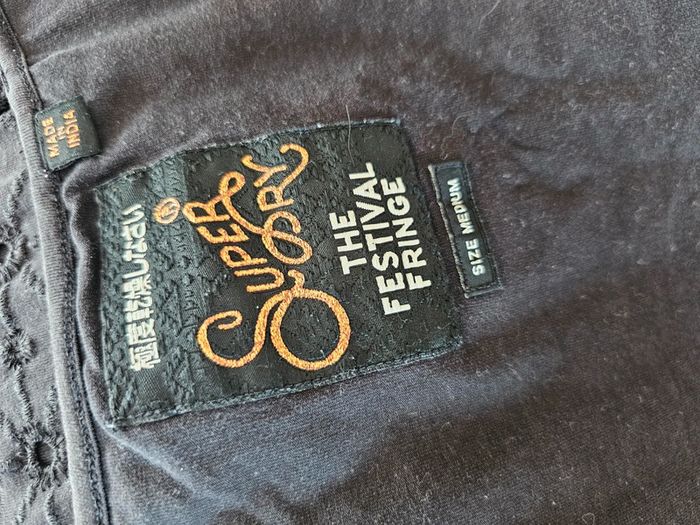 MADE
IN
INDIA
極度乾燥しなさい
SUPER
DRY
THE
FESTIVAL
FRINGE
SIZE MEDIUM